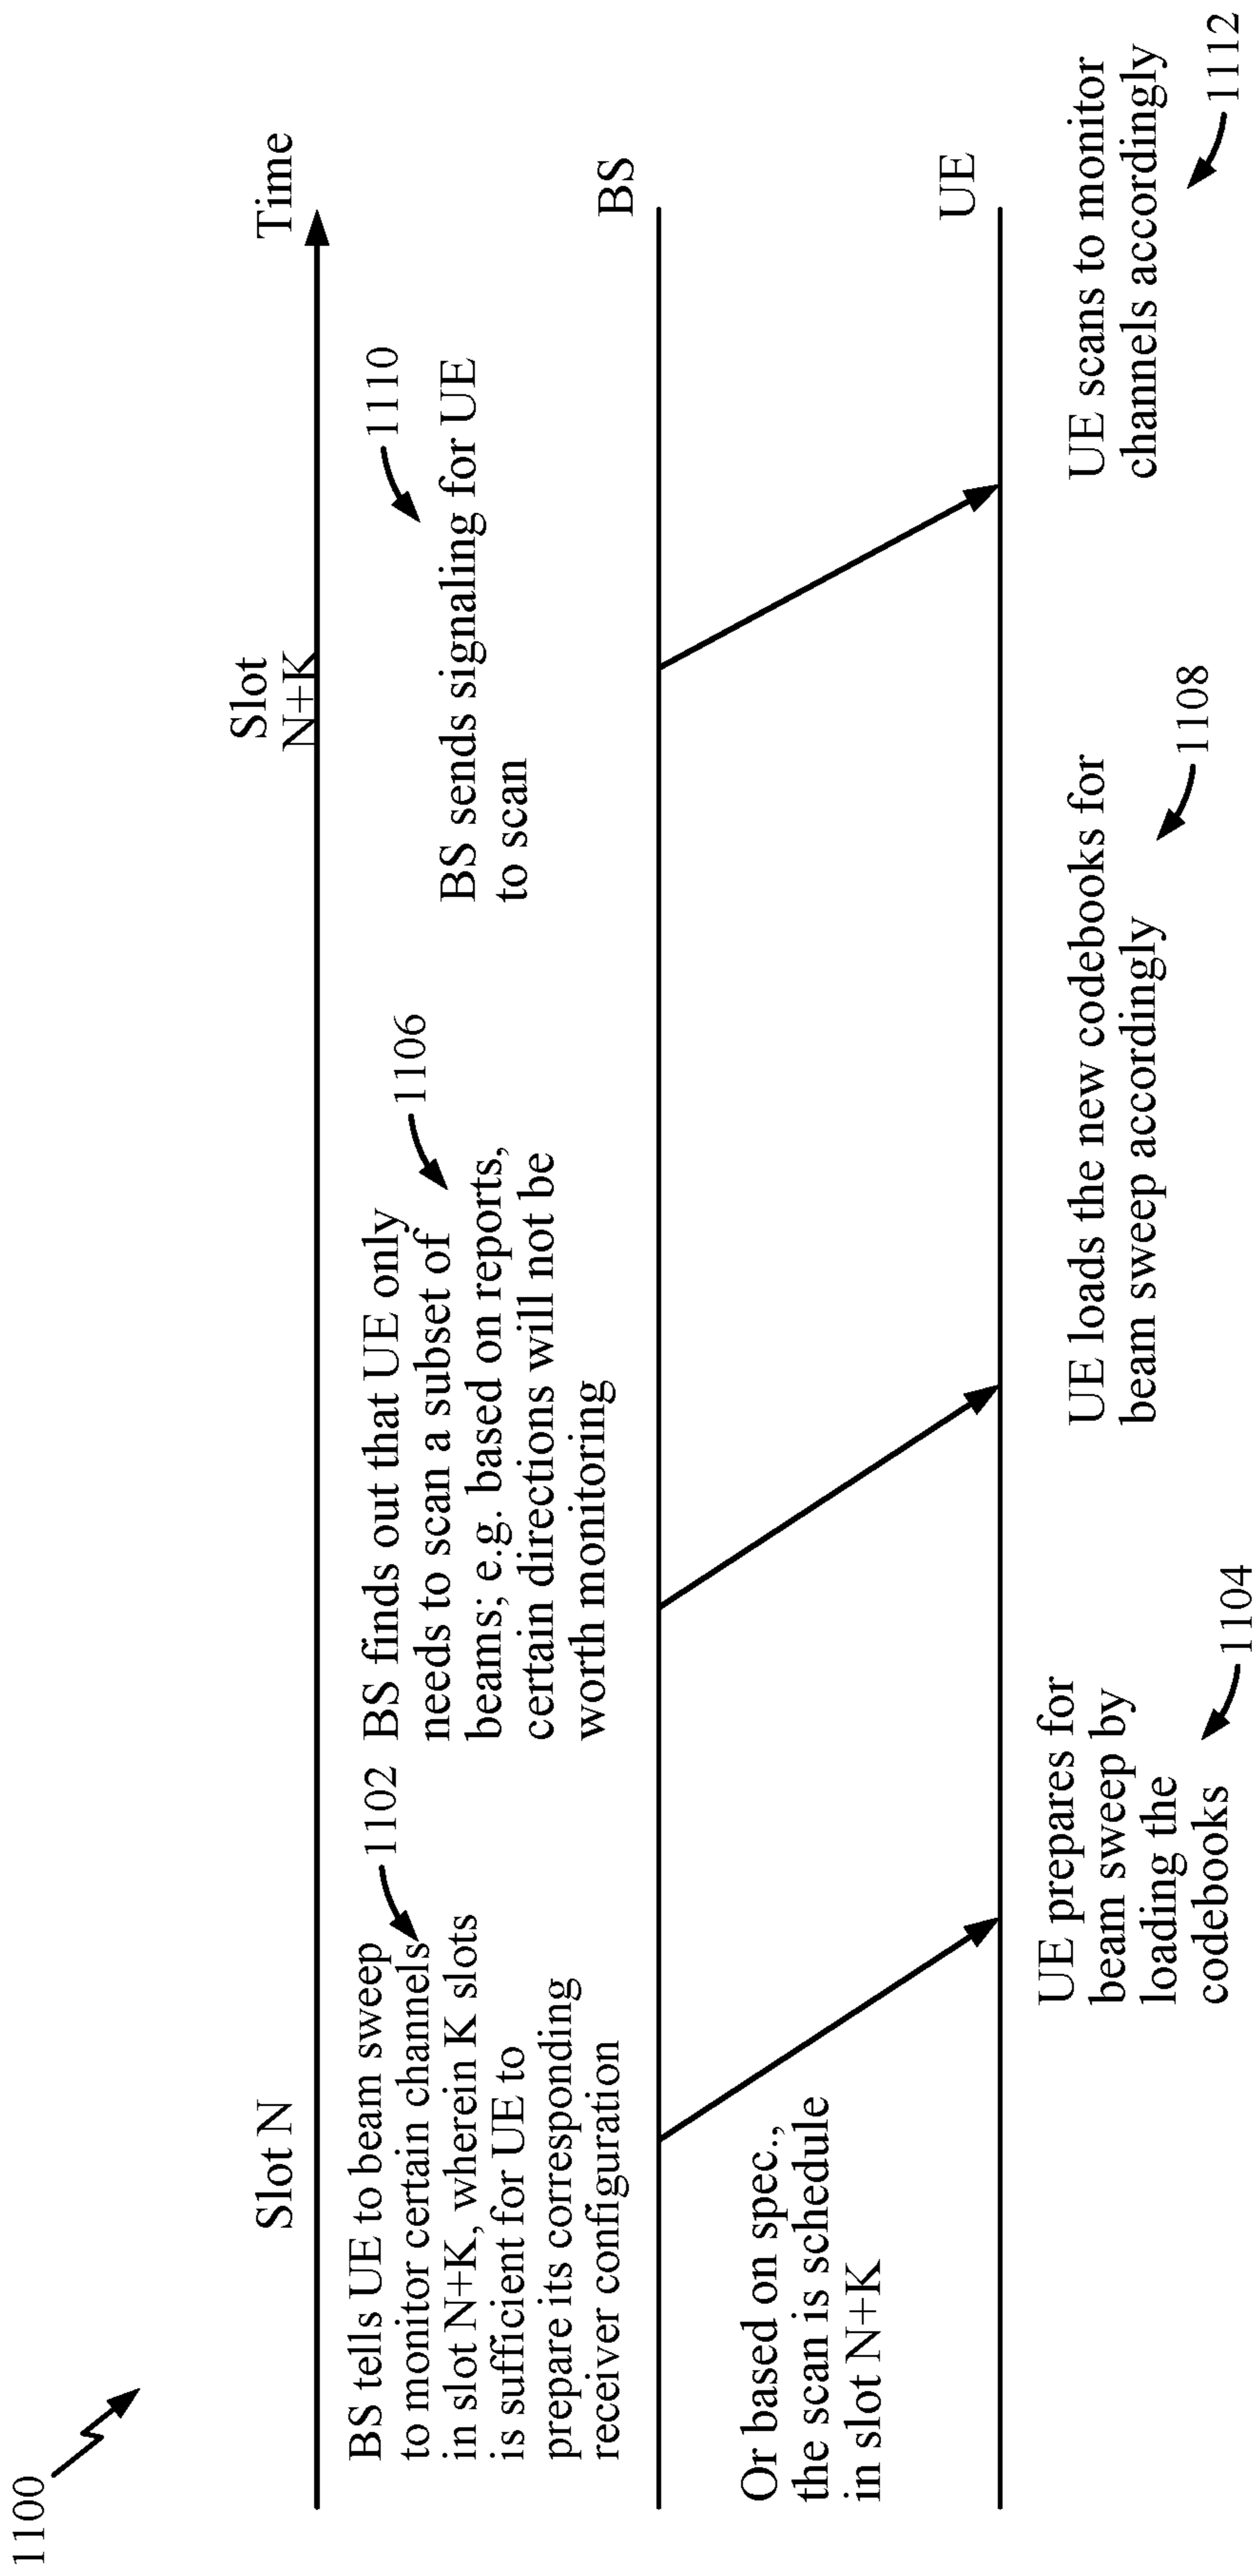 1100
Slot N
Slot
N+K
Time
BS tells UE to beam sweep
to monitor certain channels
in slot N+K, wherein K slots
is sufficient for UE to
prepare its corresponding
receiver configuration
1102
BS finds out that UE only
needs to scan a subset of
beams; e.g. based on reports,
certain directions will not be
worth monitoring
1106
BS sends signaling for UE
to scan
1110
BS
Or based on spec.,
the scan is schedule
in slot N+K
UE
UE prepares for
beam sweep by
loading the
codebooks
1104
UE loads the new codebooks for
beam sweep accordingly
1108
UE scans to monitor
channels accordingly
1112